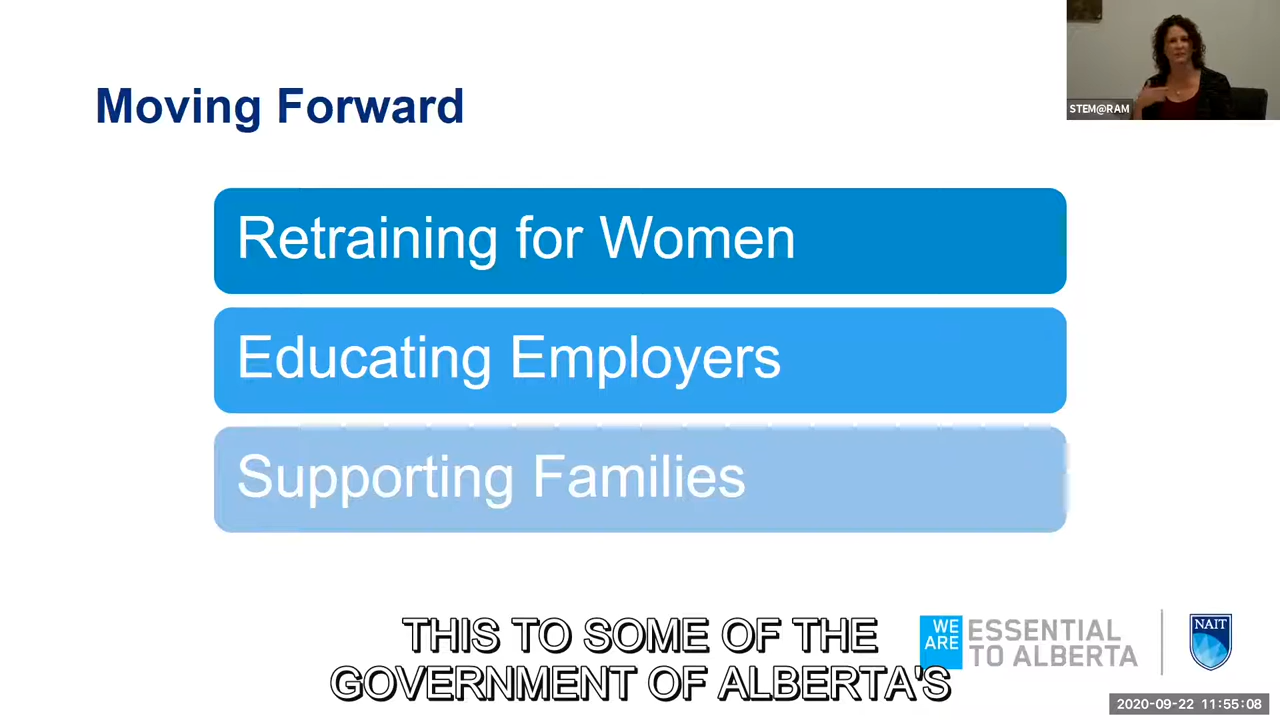 Moving Forward
STEM@RAM
Retraining for Women
Educating Employers
Supporting Families
THIS TO SOME OF THE
GOVERNMENT OF ALBERTA'S
WE
ARE
ESSENTIAL
TO ALBERTA
NAIT
2020-09-22 11:55:08